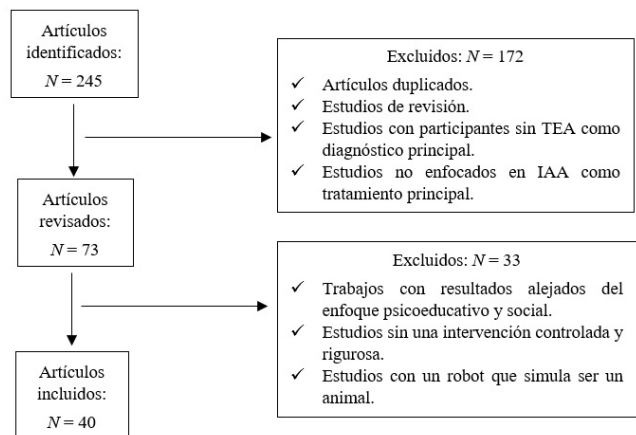 Artículos
identificados:
N = 245
Excluidos: N = 172
✓ Artículos duplicados.
✓ Estudios de revisión.
✓ Estudios con participantes sin TEA como
diagnóstico principal.
✓ Estudios no enfocados en IAA como
tratamiento principal.
Artículos
revisados:
N = 73
Excluidos: N = 33
✓ Trabajos con resultados alejados del
enfoque psicoeducativo y social.
✓ Estudios sin una intervención controlada y
rigurosa.
✓ Estudios con un robot que simula ser un
animal.
Artículos
incluidos:
N = 40